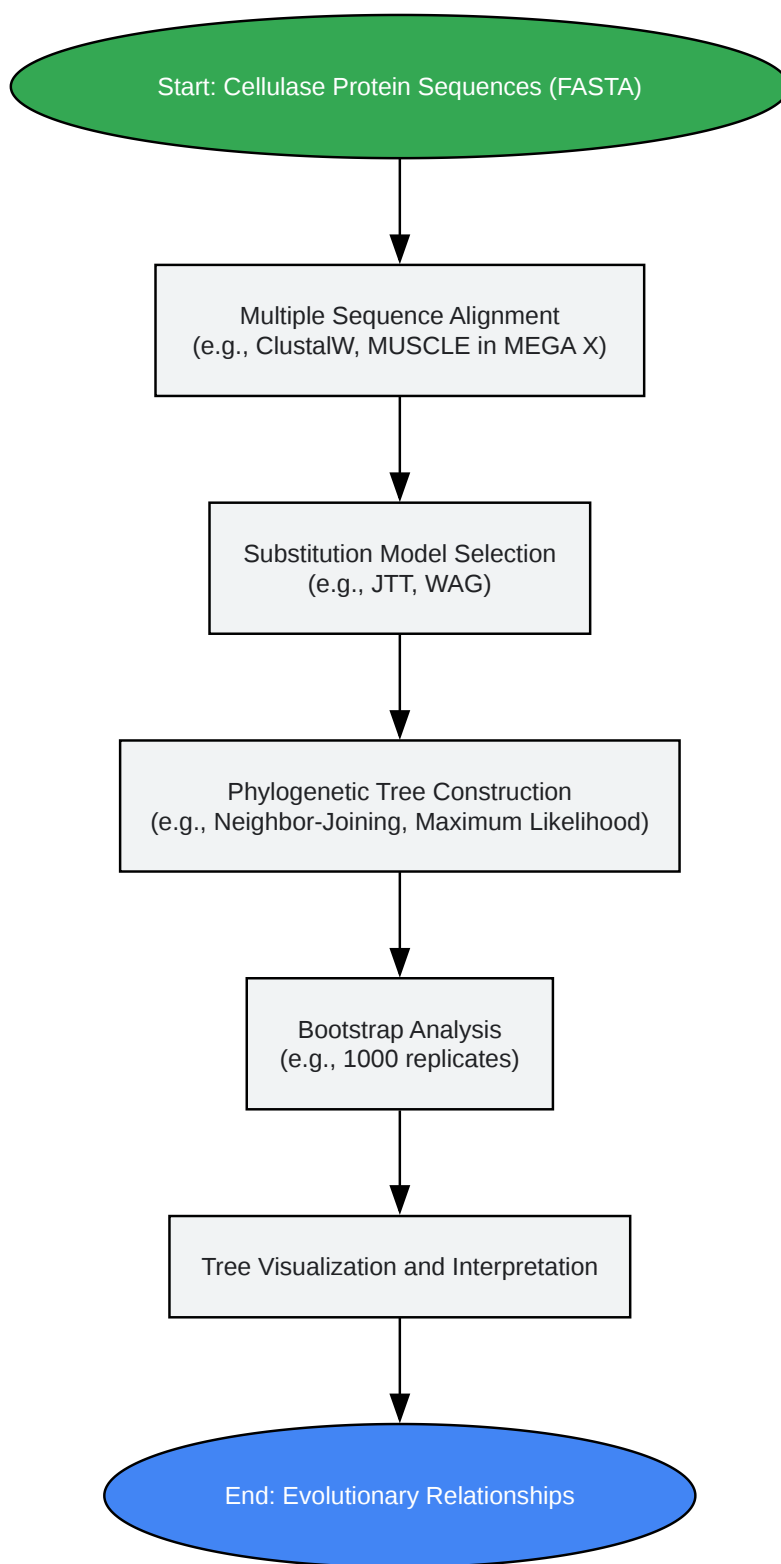 Start: Cellulase Protein Sequences (FASTA)
Multiple Sequence Alignment
(e.g., ClustalW, MUSCLE in MEGA X)
Substitution Model Selection
(e.g., JTT, WAG)
Phylogenetic Tree Construction
(e.g., Neighbor-Joining, Maximum Likelihood)
Bootstrap Analysis
(e.g., 1000 replicates)
Tree Visualization and Interpretation
End: Evolutionary Relationships